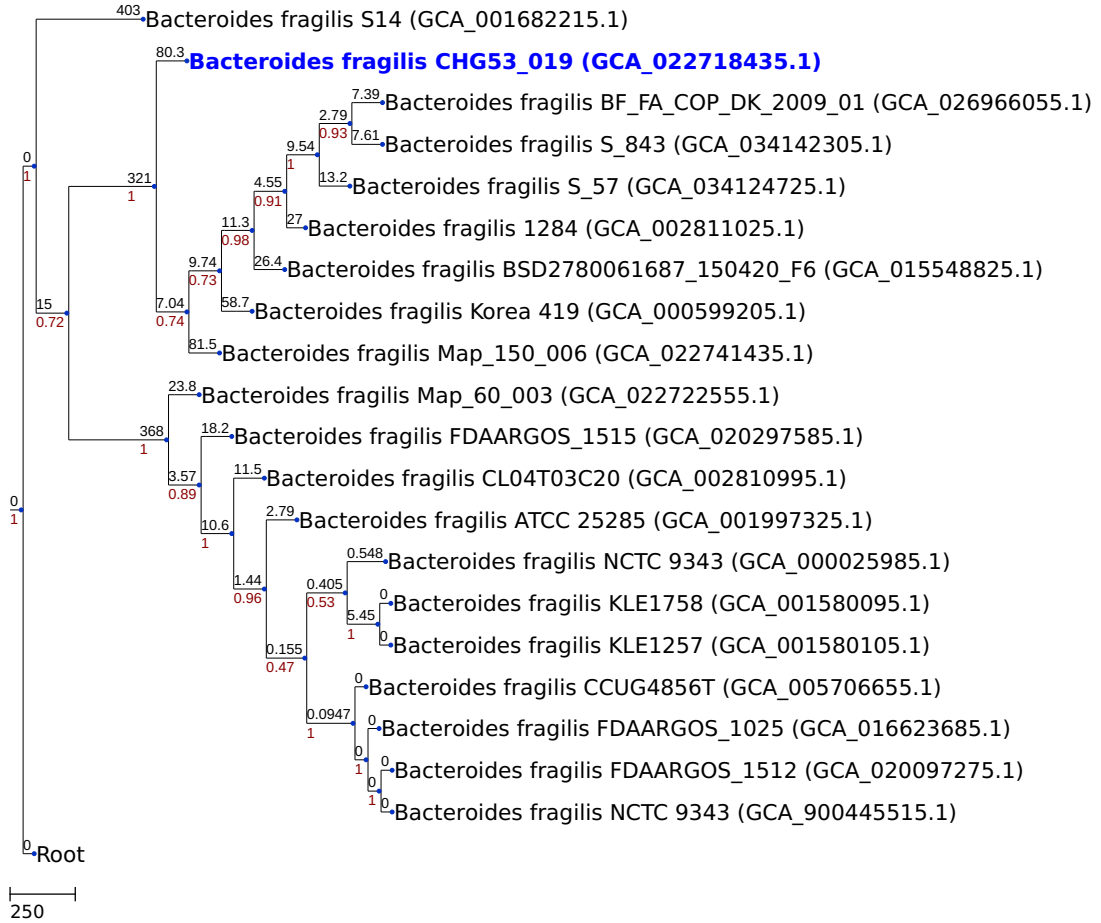 403 Bacteroides fragilis S14 (GCA_001682215.1)
80.3 Bacteroides fragilis CHG53_019 (GCA_022718435.1)
7.39 Bacteroides fragilis BF_FA_COP_DK_2009_01 (GCA_026966055.1)
2.79
0.93
7.61 Bacteroides fragilis S_843 (GCA_034142305.1)
9.54
0
1
1
321
1
4.55
0.91
13.2 Bacteroides fragilis S_57 (GCA_034124725.1)
11.3
0.98
27 Bacteroides fragilis 1284 (GCA_002811025.1)
9.74
0.73
26.4 Bacteroides fragilis BSD2780061687_150420_F6 (GCA_015548825.1)
15
0.72
7.04
0.74
58.7 Bacteroides fragilis Korea 419 (GCA_000599205.1)
81.5 Bacteroides fragilis Map_150_006 (GCA_022741435.1)
23.8 Bacteroides fragilis Map_60_003 (GCA_022722555.1)
368
1
18.2 Bacteroides fragilis FDAARGOS_1515 (GCA_020297585.1)
3.57
0.89
11.5 Bacteroides fragilis CL04T03C20 (GCA_002810995.1)
0
1
10.6
1
2.79 Bacteroides fragilis ATCC 25285 (GCA_001997325.1)
0.548 Bacteroides fragilis NCTC 9343 (GCA_000025985.1)
1.44
0.96
0.405
0.53
0 Bacteroides fragilis KLE1758 (GCA_001580095.1)
5.45
1
0 Bacteroides fragilis KLE1257 (GCA_001580105.1)
0.155
0.47
0 Bacteroides fragilis CCUG4856T (GCA_005706655.1)
0.0947
1
0 Bacteroides fragilis FDAARGOS_1025 (GCA_016623685.1)
0
1
0 Bacteroides fragilis FDAARGOS_1512 (GCA_020097275.1)
0
1
0 Bacteroides fragilis NCTC 9343 (GCA_900445515.1)
0 Root
250